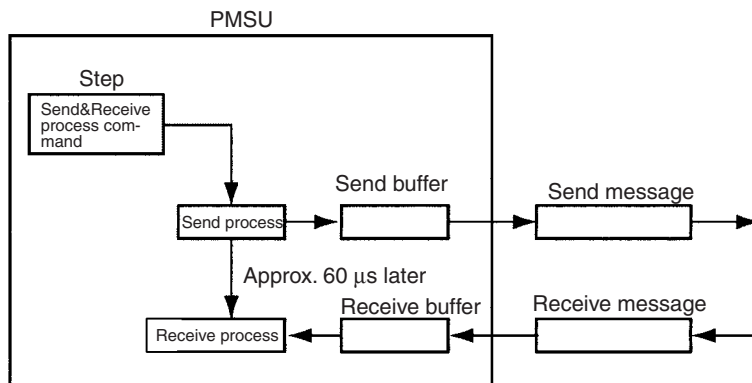 PMSU
Step
Send&Receive
process com-
mand
Send buffer
Send message
Send process
Approx. 60 μs later
Receive buffer
Receive message
Receive process